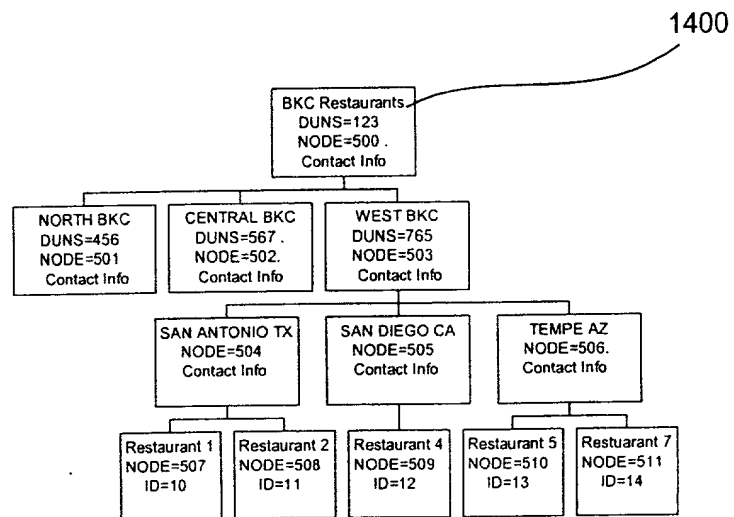 1400
BKC Restaurants
DUNS=123
NODE=500 .
Contact Info
NORTH BKC
DUNS=456
NODE=501
Contact Info
CENTRAL BKC
DUNS=567 .
NODE=502.
Contact Info
WEST BKC
DUNS=765
NODE=503
Contact Info
SAN ANTONIO TX
NODE=504
Contact Info
SAN DIEGO CA
NODE=505
Contact Info
TEMPE AZ
NODE=506.
Contact Info
Restaurant 1
NODE=507
ID=10
Restaurant 2
NODE=508
ID=11
Restaurant 4
NODE=509
ID=12
Restaurant 5
NODE=510
ID=13
Restuarant 7
NODE=511
ID=14